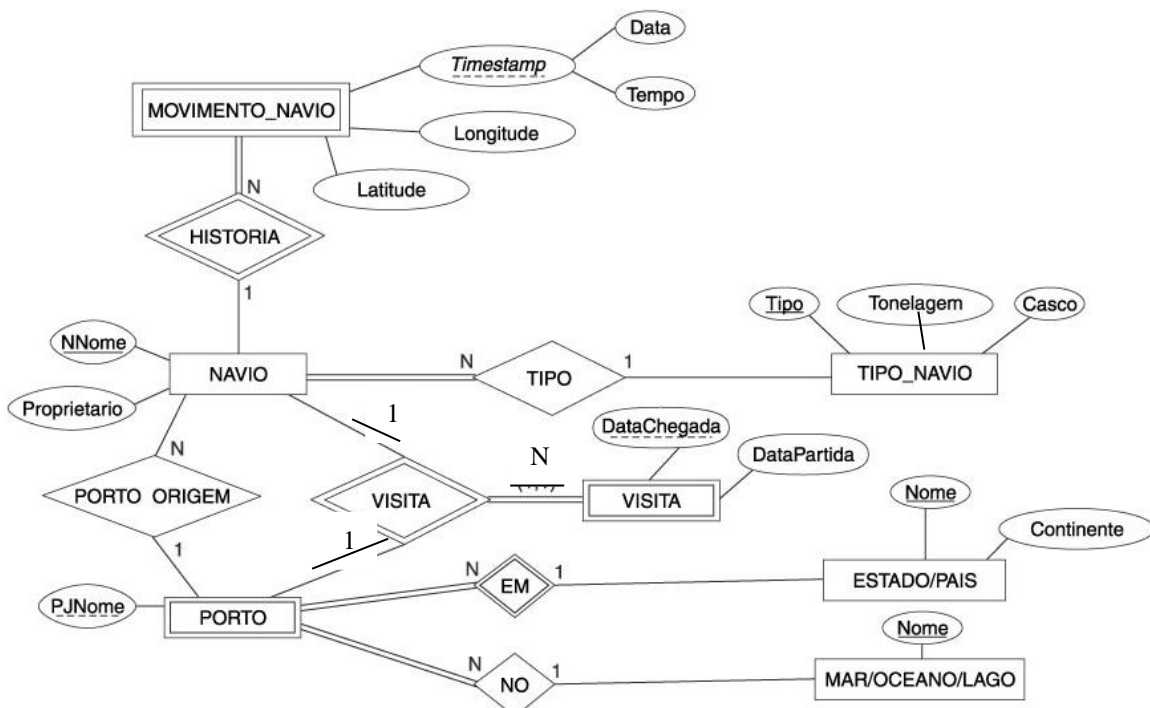 Data
Timestamp
MOVIMENTO_NAVIO
Tempo
Longitude
Latitude
N
HISTORIA
1
NNome
Tipo
Tonelagem
Casco
NAVIO
N
TIPO
1
TIPO_NAVIO
Proprietario
1
DataChegada
N
DataPartida
N
PORTO ORIGEM
VISITA
VISITA
Nome
Continente
1
1
N
EM
1
ESTADO/PAIS
PJNome
PORTO
Nome
N
NO
1
MAR/OCEANO/LAGO